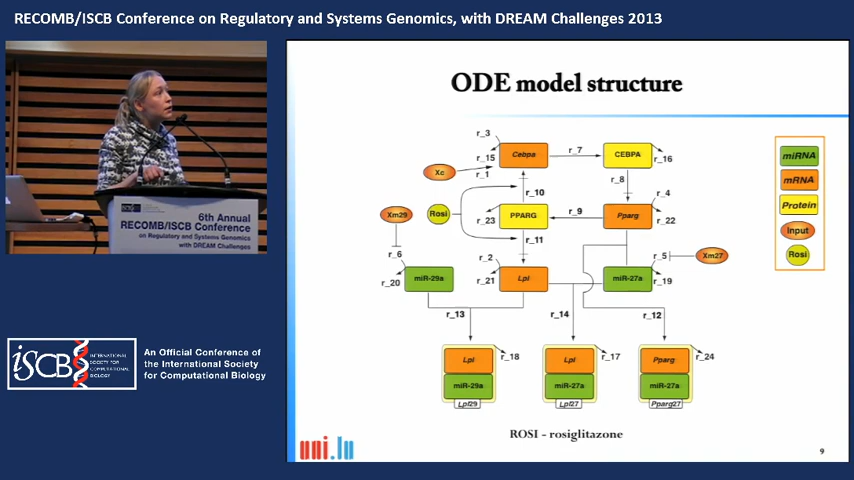 RECOMB/ISCB Conference on Regulatory and Systems Genomics, with DREAM Challenges 2013
ODE model structure
r_3
Cebpa
r_7
CEBPA
miRNA
r_15
r_16
Xc
r_1
r_8
mRNA
r_10
r_4
Protein
Xm29
Rosi
PPARG
r_9
Pparg
r_23
r_22
Input
r_11
r_6
r_2
r_5
Xm27
Rosi
miR-29a
Lpl
miR-27a
r_20
r_21
r_19
r_13
r_14
r_12
Lpl
r_18
Lpl
r_17
Pparg
r_24
miR-29a
miR-27a
miR-27a
Lpl29
Lpl27
Pparg27
ROSI - rosiglitazone
uni.lu
9
6th Annual
RECOMB/ISCB Conference
on Regulatory and Systems Genomics
with DREAM Challenges
iSCB
INTERNATIONAL
SOCIETY FOR
COMPUTATIONAL
BIOLOGY
An Official Conference of
the International Society
for Computational Biology